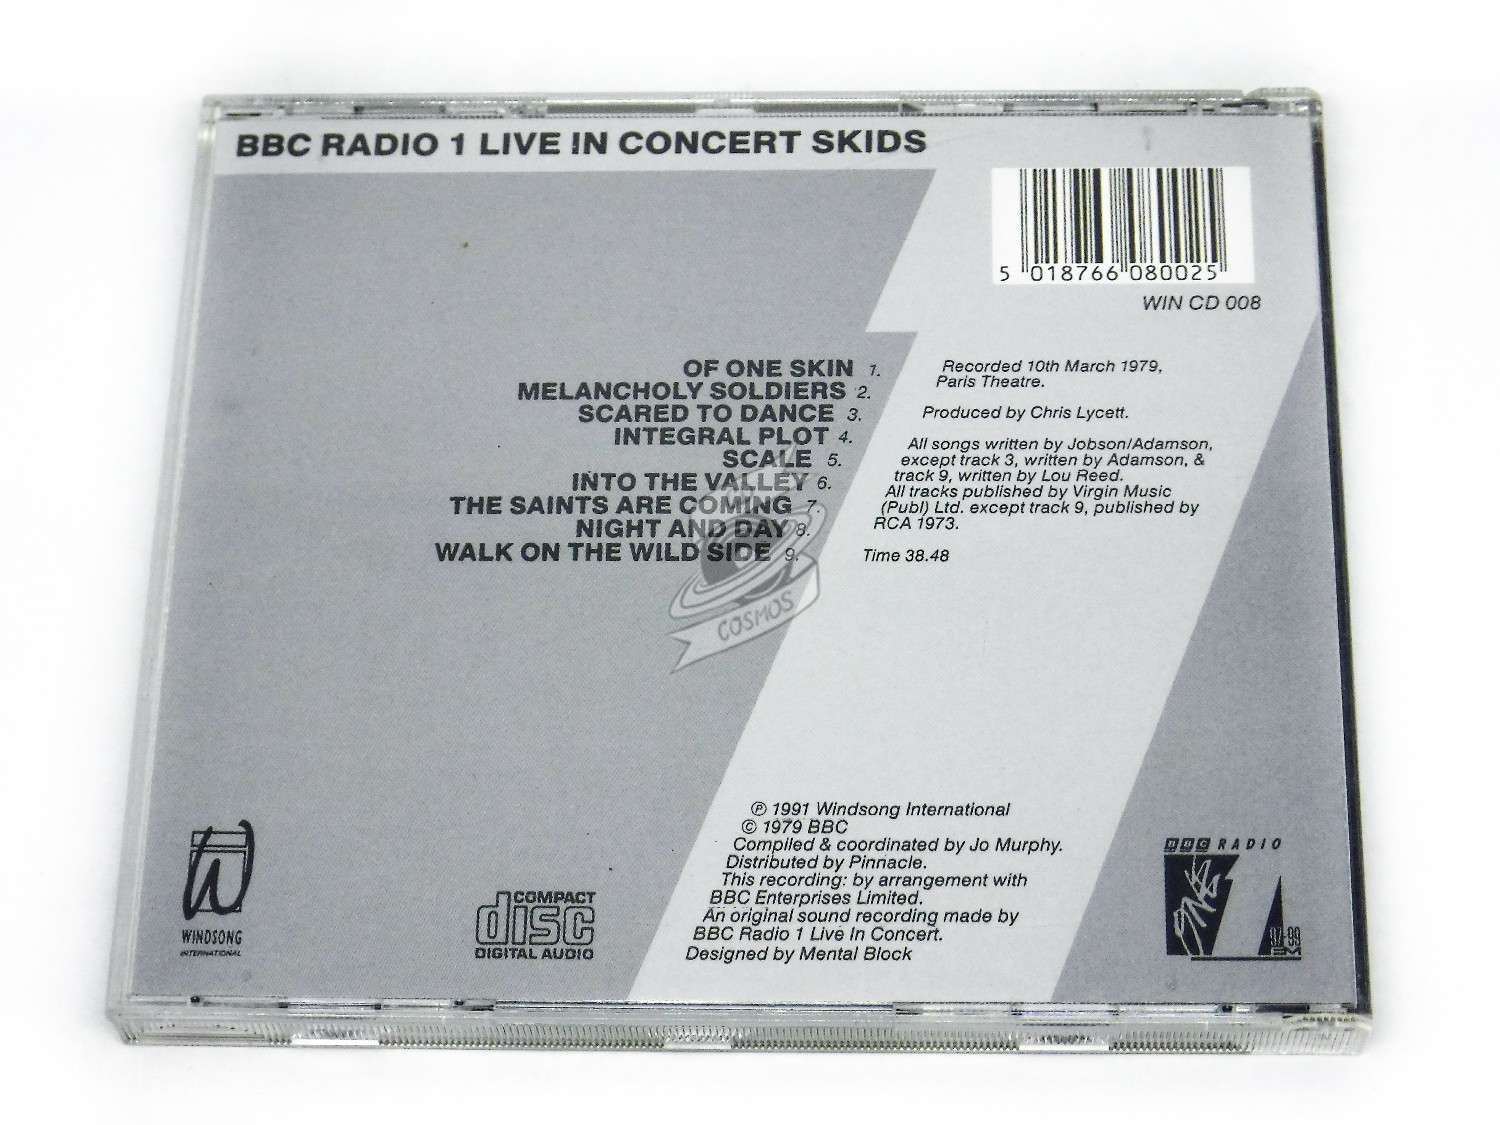 BBC RADIO 1 LIVE IN CONCERT SKIDS
5 018766 080025
WIN CD 008
OF ONE SKIN 1.
MELANCHOLY SOLDIERS 2.
SCARED TO DANCE 3.
INTEGRAL PLOT 4.
SCALE 5.
INTO THE VALLEY 6.
THE SAINTS ARE COMING 7.
NIGHT AND DAY 8.
WALK ON THE WILD SIDE 9.
Recorded 10th March 1979,
Paris Theatre.
Produced by Chris Lycett.
All songs written by Jobson/Adamson,
except track 3, written by Adamson, &
track 9, written by Lou Reed.
All tracks published by Virgin Music
(Publ) Ltd. except track 9, published by
RCA 1973.
Time 38.48
COSMOS
℗ 1991 Windsong International
© 1979 BBC
Compiled & coordinated by Jo Murphy.
Distributed by Pinnacle.
This recording: by arrangement with
BBC Enterprises Limited.
An original sound recording made by
BBC Radio 1 Live In Concert.
Designed by Mental Block
W
WINDSONG
INTERNATIONAL
COMPACT
disc
DIGITAL AUDIO
BBC RADIO
1
97-99
FM